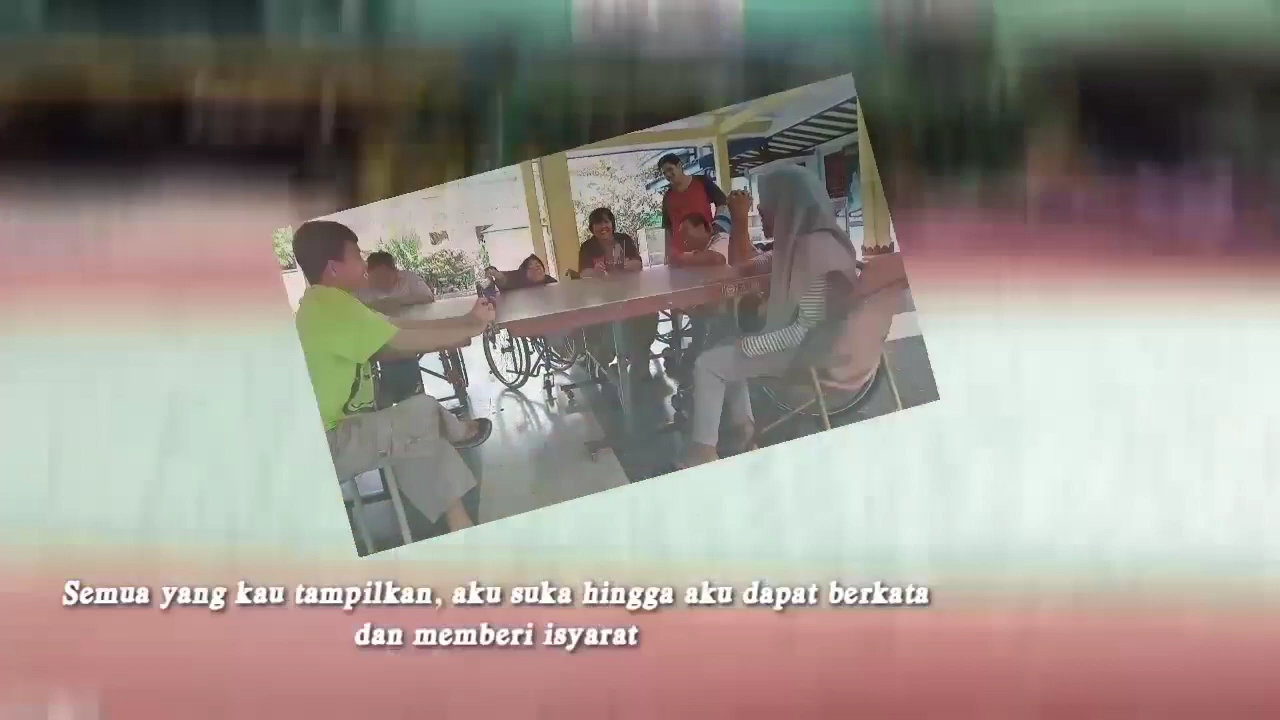 Semua yang kau tampilkan, aku suka hingga aku dapat berkata
dan memberi isyarat